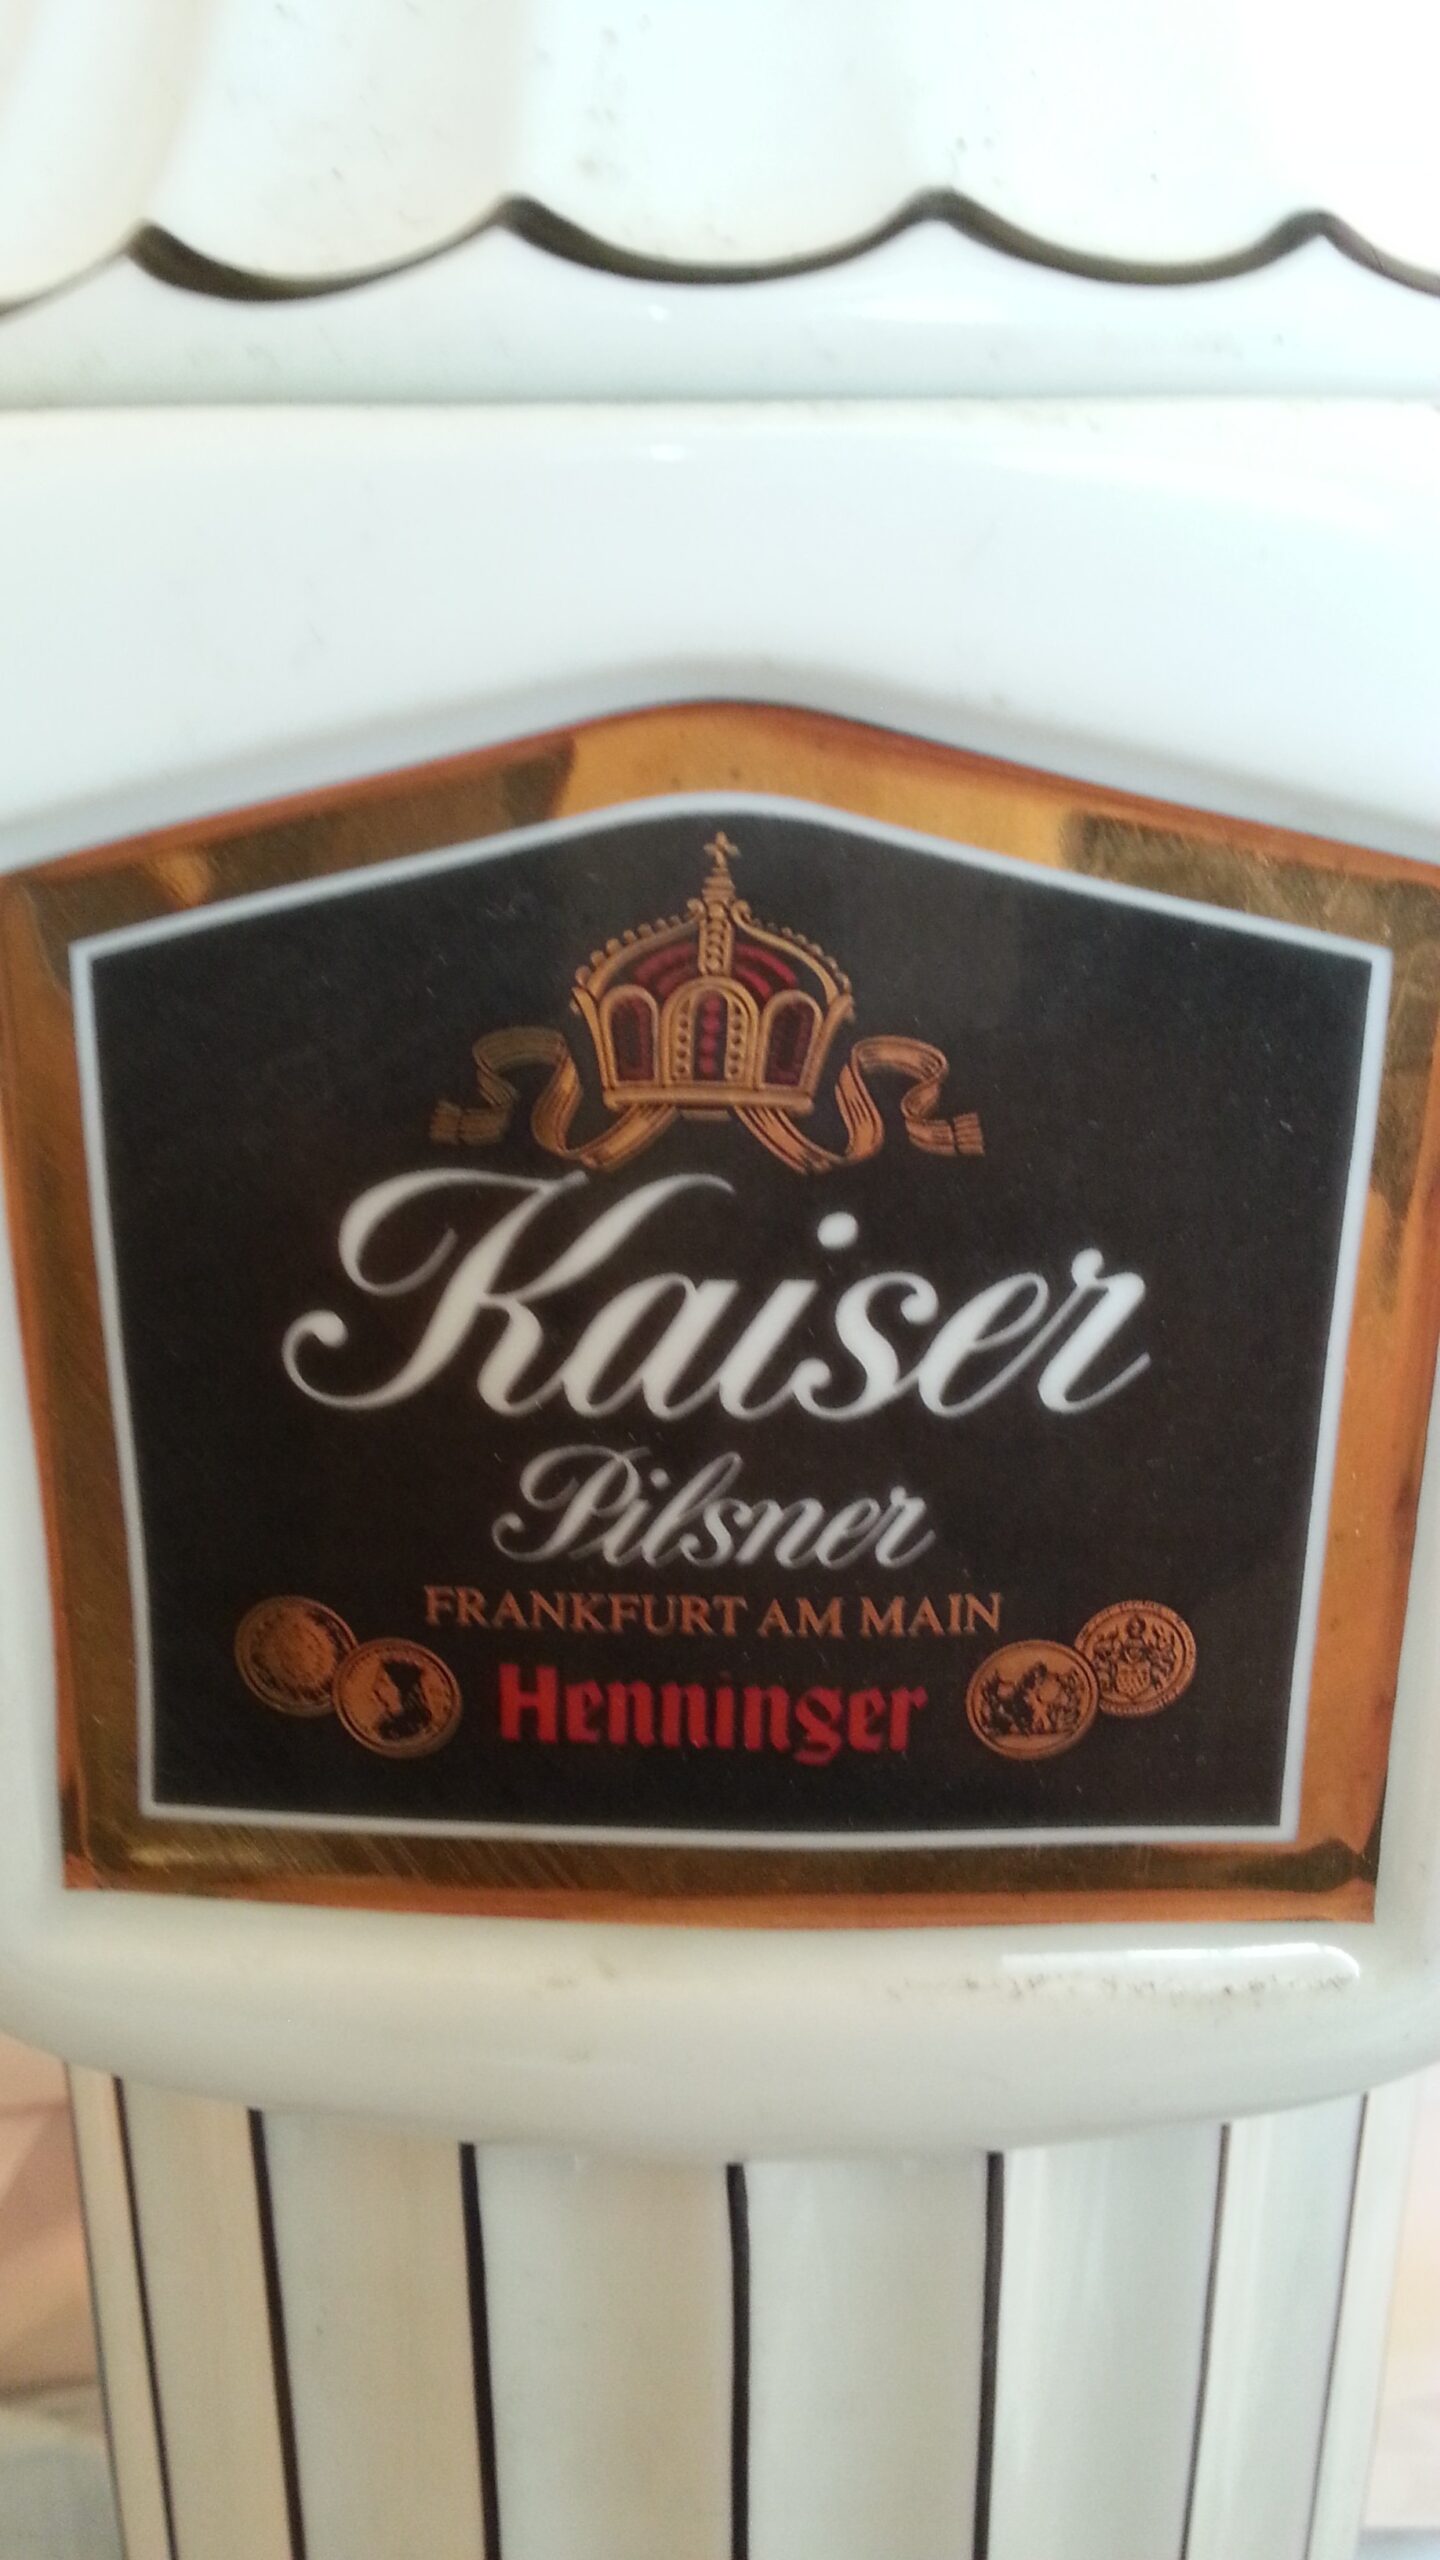 Kaiser
Pilsner
FRANKFURT AM MAIN
Henninger